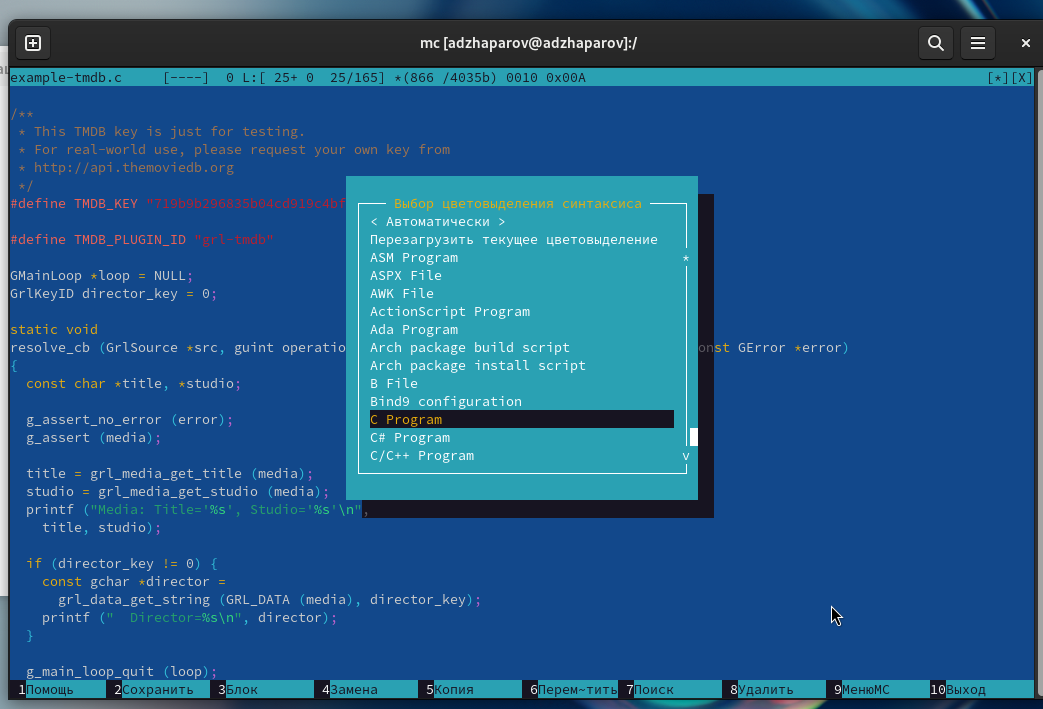 mc [adzhaparov@adzhaparov]:/
example-tmdb.c [----] 0 L:[ 25+ 0 25/165] *(866 /4035b) 0010 0x00A [*][X]
/**
* This TMDB key is just for testing.
* For real-world use, please request your own key from
* http://api.themoviedb.org
*/
#define TMDB_KEY "719b9b296835b04cd919c4bf
#define TMDB_PLUGIN_ID "grl-tmdb"
GMainLoop *loop = NULL;
GrlKeyID director_key = 0;
static void
resolve_cb (GrlSource *src, guint operatio onst GError *error)
{
const char *title, *studio;
g_assert_no_error (error);
g_assert (media);
title = grl_media_get_title (media);
studio = grl_media_get_studio (media);
printf ("Media: Title='%s', Studio='%s'\n",
title, studio);
if (director_key != 0) {
const gchar *director =
grl_data_get_string (GRL_DATA (media), director_key);
printf (" Director=%s\n", director);
}
g_main_loop_quit (loop);
Выбор цветовыделения синтаксиса
< Автоматически >
Перезагрузить текущее цветовыделение
ASM Program *
ASPX File
AWK File
ActionScript Program
Ada Program
Arch package build script
Arch package install script
B File
Bind9 configuration
C Program
C# Program
C/C++ Program v
1Помощь 2Сохранить 3Блок 4Замена 5Копия 6Перем~тить 7Поиск 8Удалить 9МенюMC 10Выход